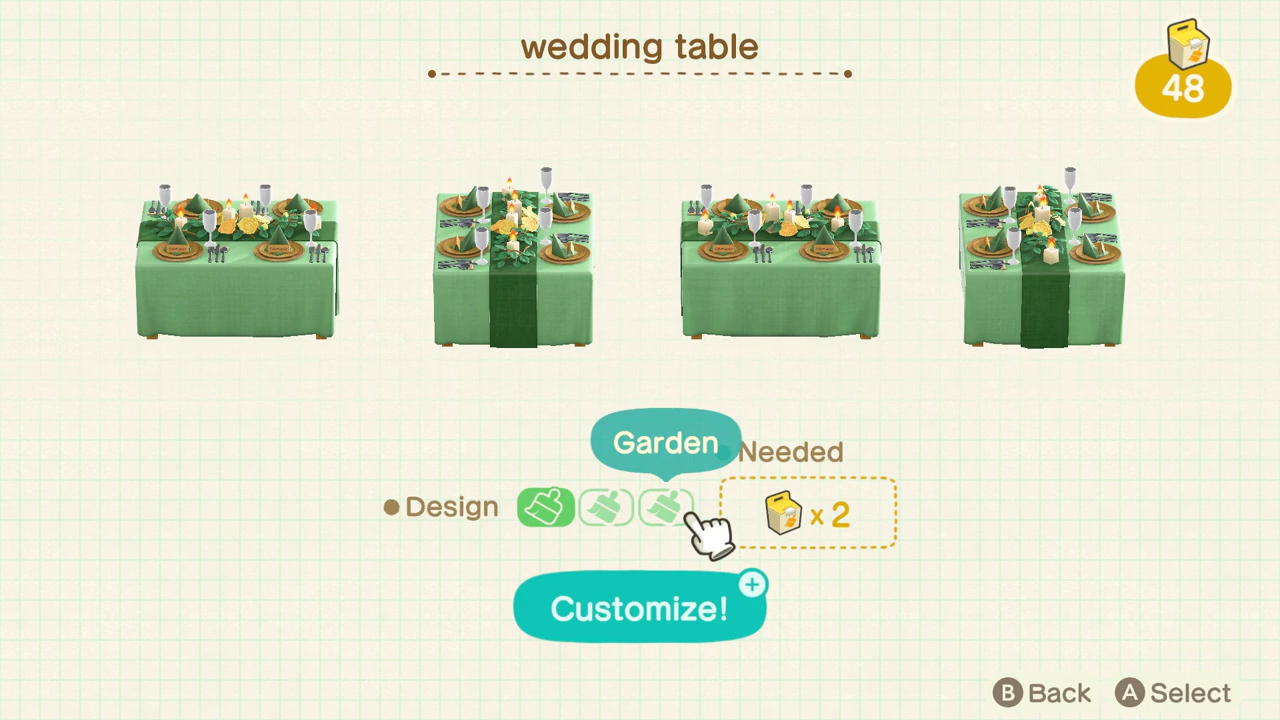 wedding table
48
Garden
Needed
Design
x 2
Customize!
B Back A Select